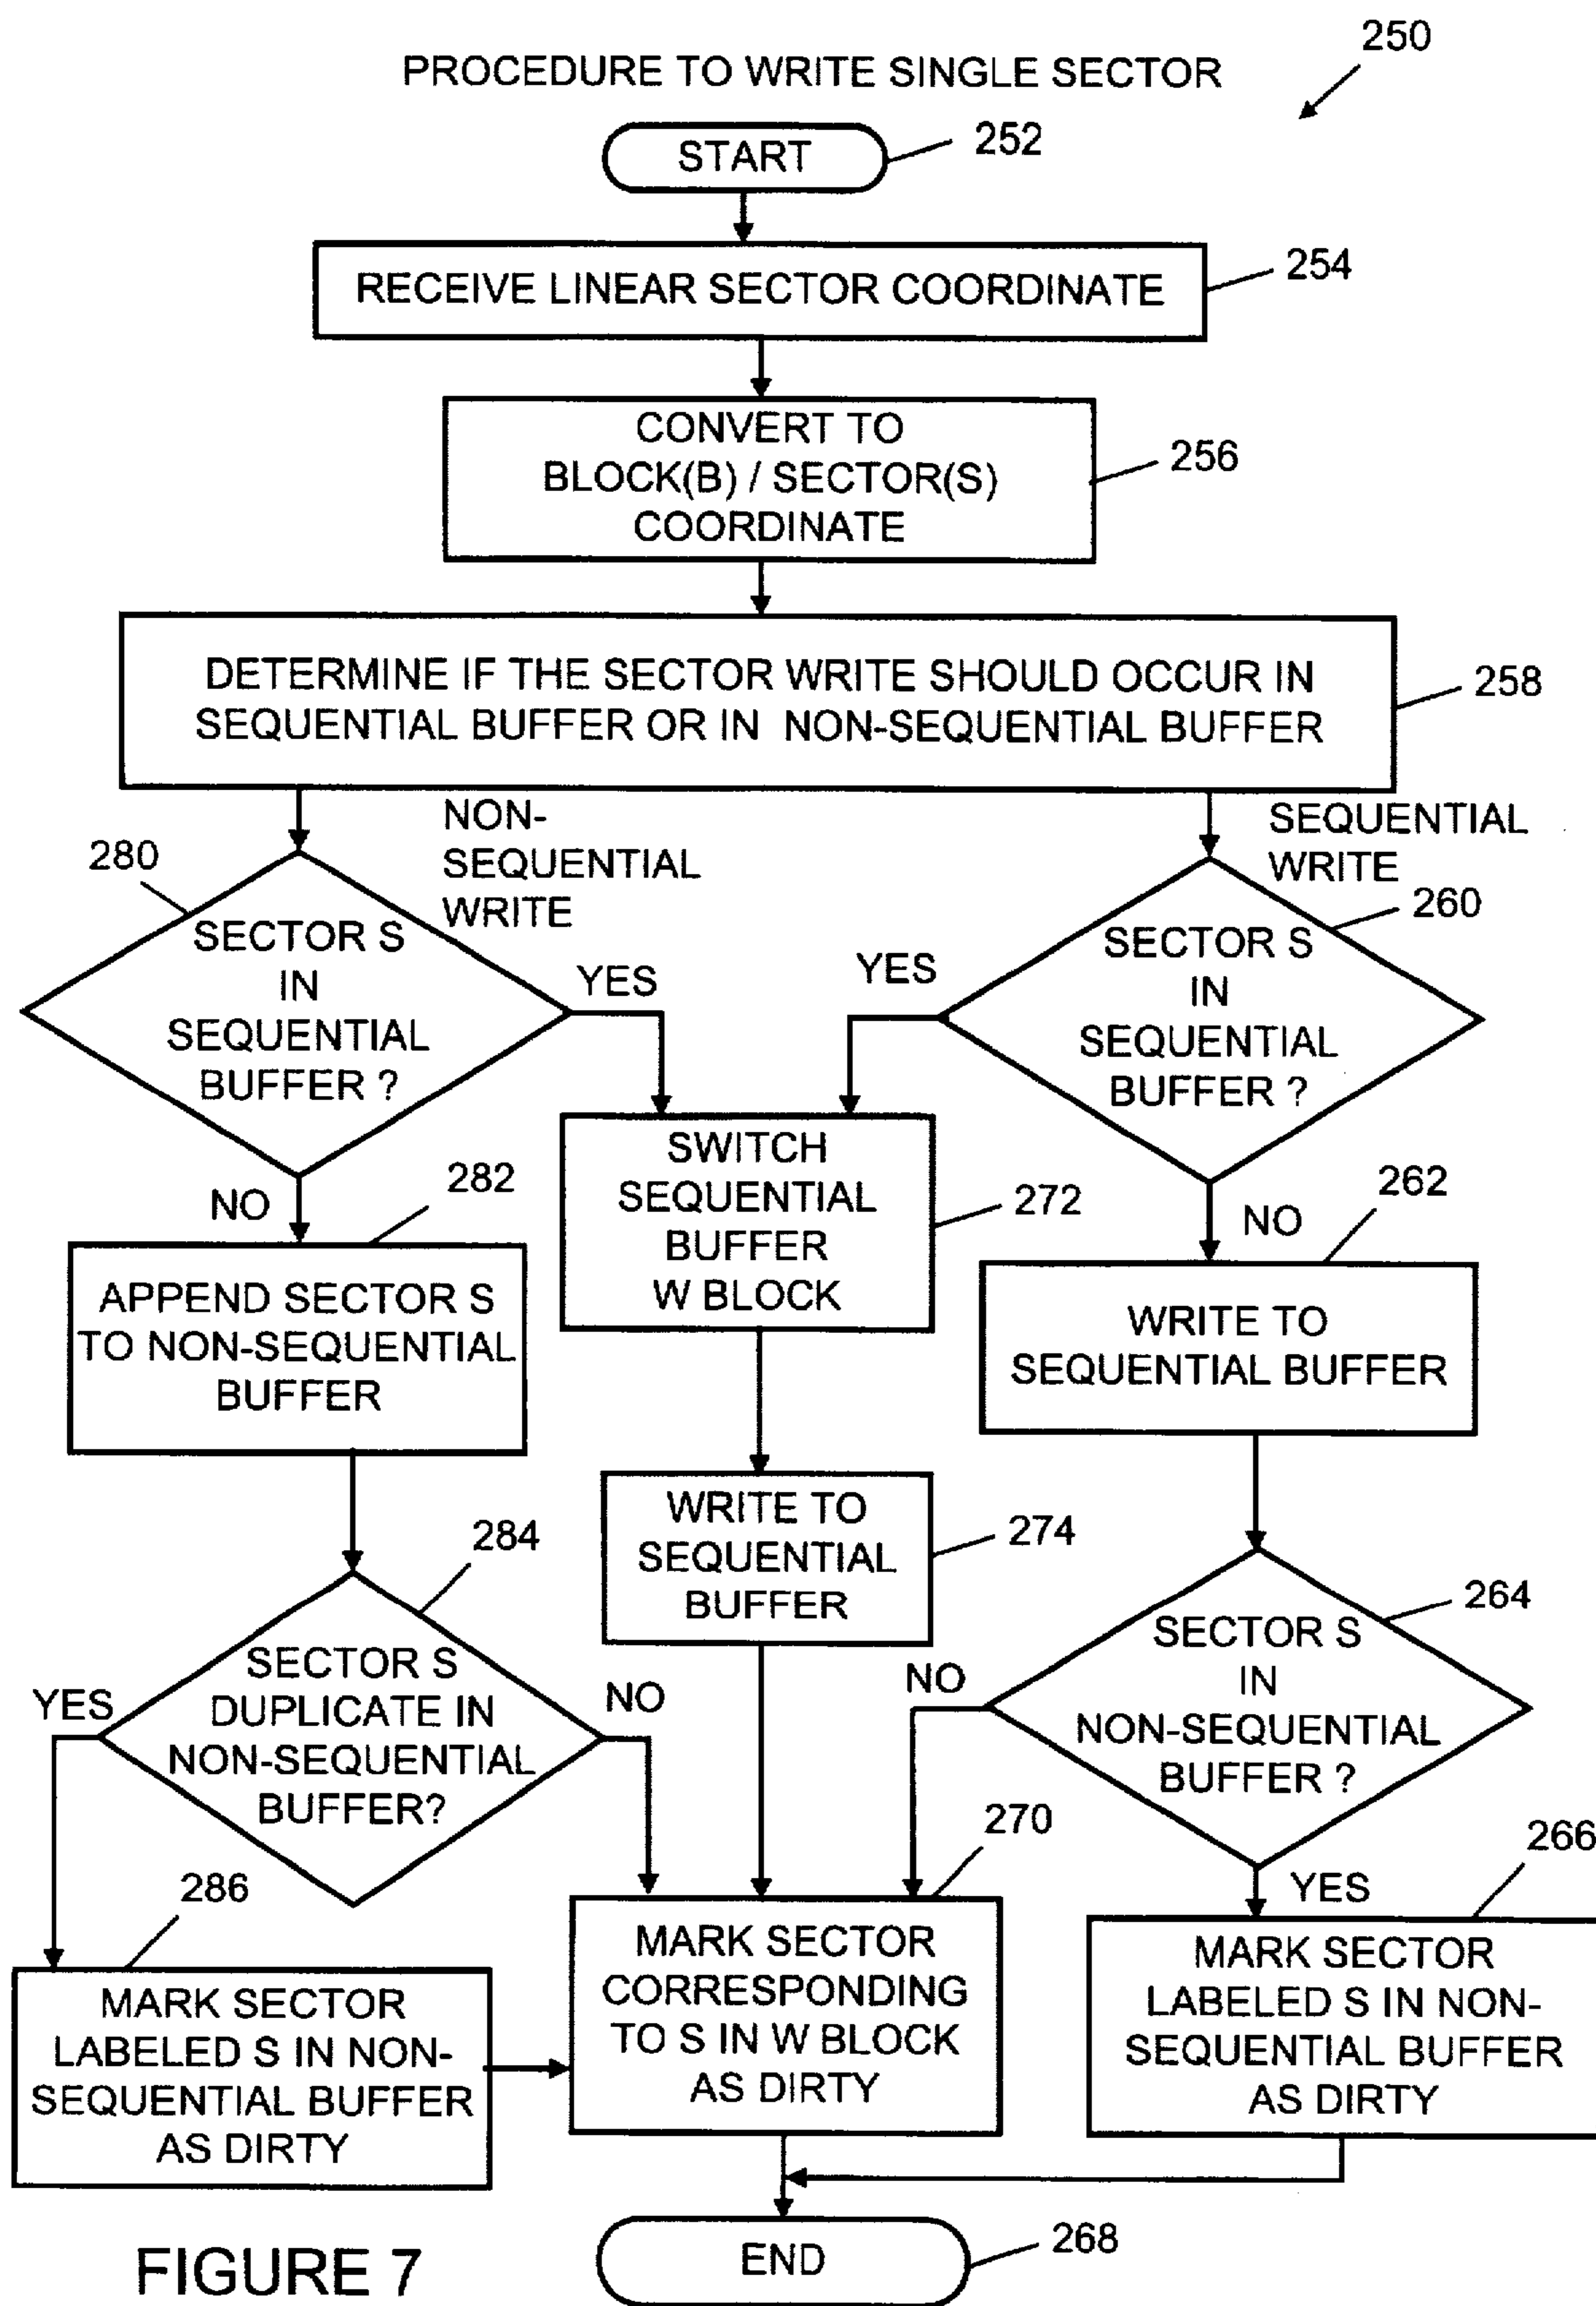 250
PROCEDURE TO WRITE SINGLE SECTOR
START
252
RECEIVE LINEAR SECTOR COORDINATE
254
CONVERT TO
BLOCK(B) / SECTOR(S)
COORDINATE
256
DETERMINE IF THE SECTOR WRITE SHOULD OCCUR IN
SEQUENTIAL BUFFER OR IN NON-SEQUENTIAL BUFFER
258
NON-
SEQUENTIAL
WRITE
SEQUENTIAL
WRITE
280
SECTOR S
IN
SEQUENTIAL
BUFFER ?
YES
NO
260
SECTOR S
IN
SEQUENTIAL
BUFFER ?
YES
NO
282
APPEND SECTOR S
TO NON-SEQUENTIAL
BUFFER
SWITCH
SEQUENTIAL
BUFFER
W BLOCK
272
262
WRITE TO
SEQUENTIAL BUFFER
284
SECTOR S
DUPLICATE IN
NON-SEQUENTIAL
BUFFER?
YES
NO
WRITE TO
SEQUENTIAL
BUFFER
274
264
SECTOR S
IN
NON-SEQUENTIAL
BUFFER ?
NO
YES
286
MARK SECTOR
LABELED S IN NON-
SEQUENTIAL BUFFER
AS DIRTY
270
MARK SECTOR
CORRESPONDING
TO S IN W BLOCK
AS DIRTY
266
MARK SECTOR
LABELED S IN NON-
SEQUENTIAL BUFFER
AS DIRTY
END
268
FIGURE 7